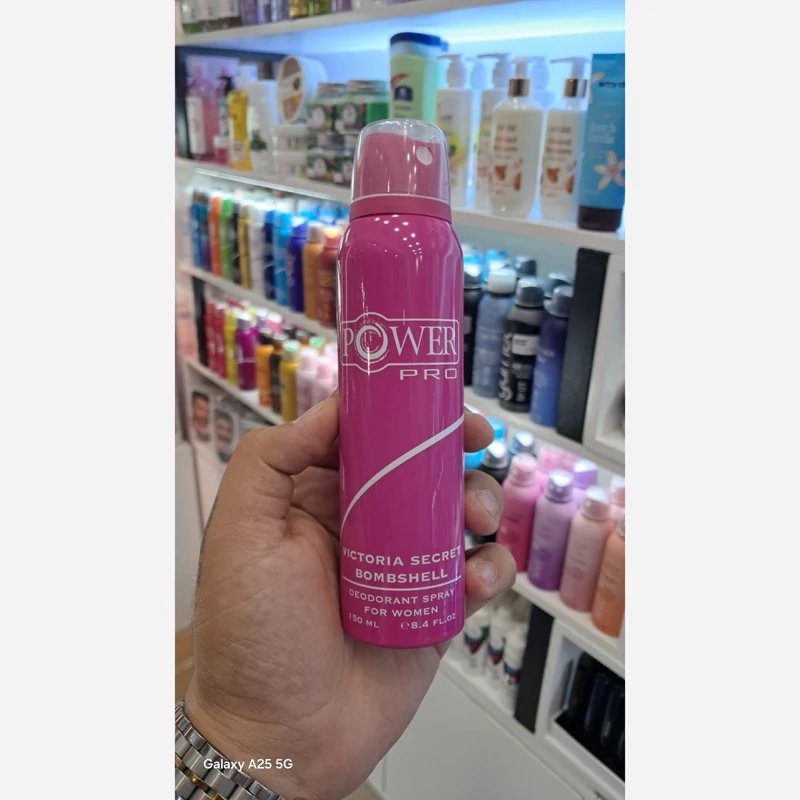 POWER
PRO
VICTORIA SECRET
BOMBSHELL
DEODORANT SPRAY
FOR WOMEN
150 ML ℮8.4 FL.OZ
Galaxy A25 5G